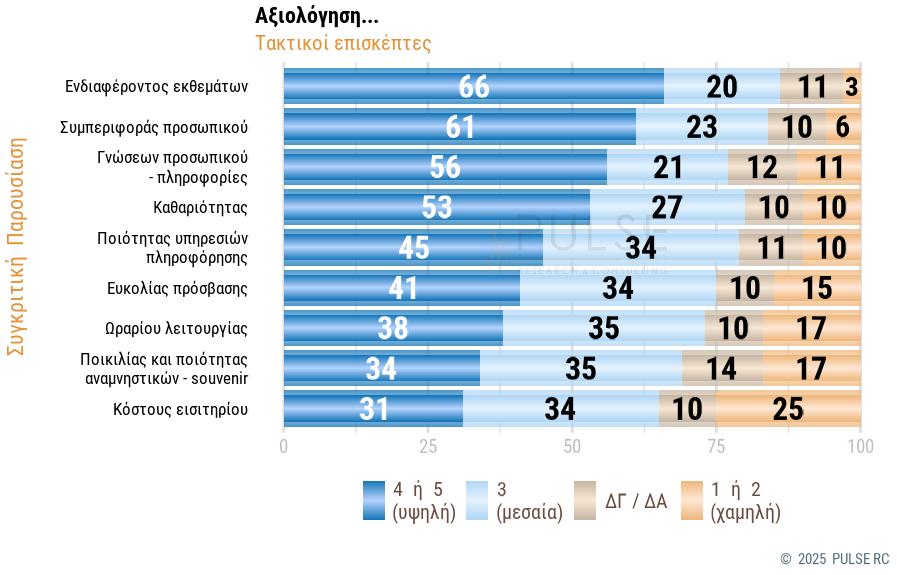 Αξιολόγηση...
Τακτικοί επισκέπτες
Συγκριτική Παρουσίαση
Ενδιαφέροντος εκθεμάτων 66 20 11 3
Συμπεριφοράς προσωπικού 61 23 10 6
Γνώσεων προσωπικού
- πληροφορίες 56 21 12 11
Καθαριότητας 53 27 10 10
Ποιότητας υπηρεσιών
πληροφόρησης 45 34 11 10
Ευκολίας πρόσβασης 41 34 10 15
Ωραρίου λειτουργίας 38 35 10 17
Ποικιλίας και ποιότητας
αναμνηστικών - souvenir 34 35 14 17
Κόστους εισιτηρίου 31 34 10 25
0 25 50 75 100
PULSE
RESEARCH & CONSULTING
4 ή 5
(υψηλή)
3
(μεσαία)
ΔΓ / ΔΑ
1 ή 2
(χαμηλή)
© 2025 PULSE RC